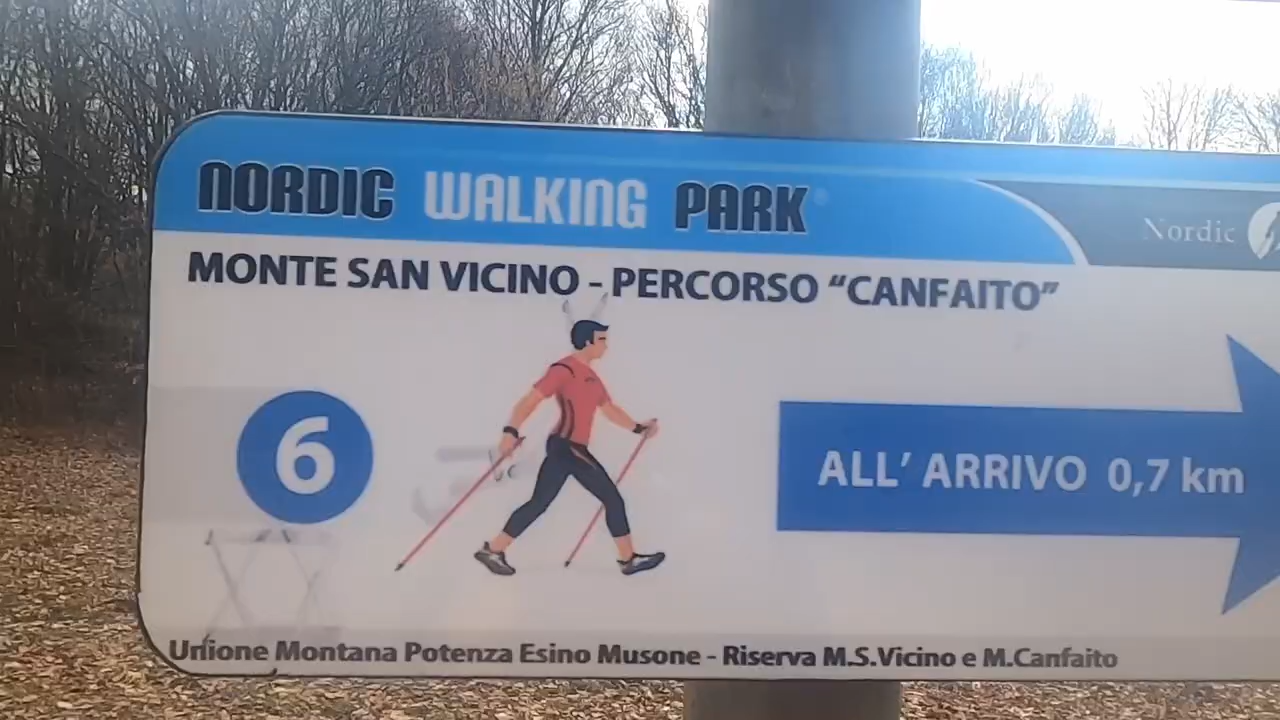 NORDIC WALKING PARK®
Nordic
MONTE SAN VICINO - PERCORSO "CANFAITO"
6
ALL' ARRIVO 0,7 km
Unione Montana Potenza Esino Musone - Riserva M.S.Vicino e M.Canfaito